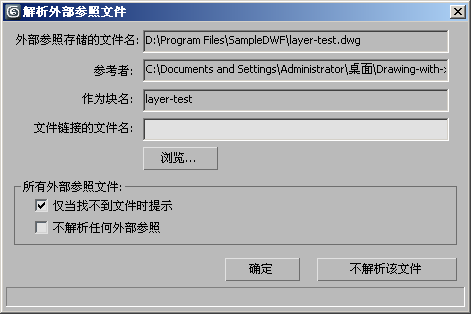 解析外部参照文件
外部参照存储的文件名: D:\Program Files\SampleDWF\layer-test.dwg
参考者: C:\Documents and Settings\Administrator\桌面\Drawing-with-x
作为块名: layer-test
文件链接的文件名:
浏览...
所有外部参照文件:
仅当找不到文件时提示
不解析任何外部参照
确定 不解析该文件